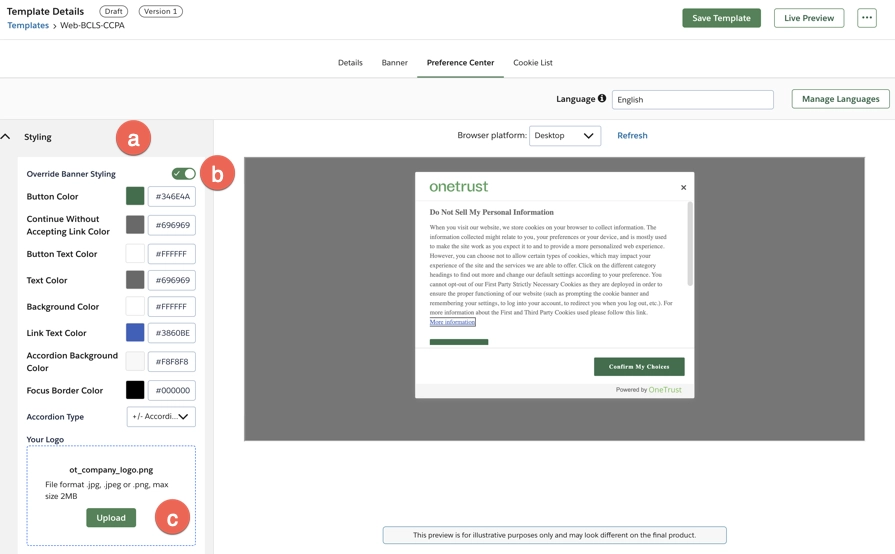 Template Details Draft Version 1
Templates > Web-BCLS-CCPA
Save Template
Live Preview
...
Details Banner Preference Center Cookie List
Language English
Manage Languages
Styling
a
Browser platform: Desktop Refresh
Override Banner Styling
b
Button Color #346E4A
Continue Without
Accepting Link Color #696969
Button Text Color #FFFFFF
Text Color #696969
Background Color #FFFFFF
Link Text Color #3860BE
Accordion Background
Color #F8F8F8
Focus Border Color #000000
Accordion Type +/- Accordi...
Your Logo
ot_company_logo.png
File format .jpg, .jpeg or .png, max
size 2MB
Upload
c
onetrust
×
Do Not Sell My Personal Information
When you visit our website, we store cookies on your browser to collect information. The
information collected might relate to you, your preferences or your device, and is mostly used
to make the site work as you expect it to and to provide a more personalized web experience.
However, you can choose not to allow certain types of cookies, which may impact your
experience of the site and the services we are able to offer. Click on the different category
headings to find out more and change our default settings according to your preference. You
cannot opt-out of our First Party Strictly Necessary Cookies as they are deployed in order to
ensure the proper functioning of our website (such as prompting the cookie banner and
remembering your settings, to log into your account, to redirect you when you log out, etc.). For
more information about the First and Third Party Cookies used please follow this link.
More information
Confirm My Choices
Powered by OneTrust
This preview is for illustrative purposes only and may look different on the final product.